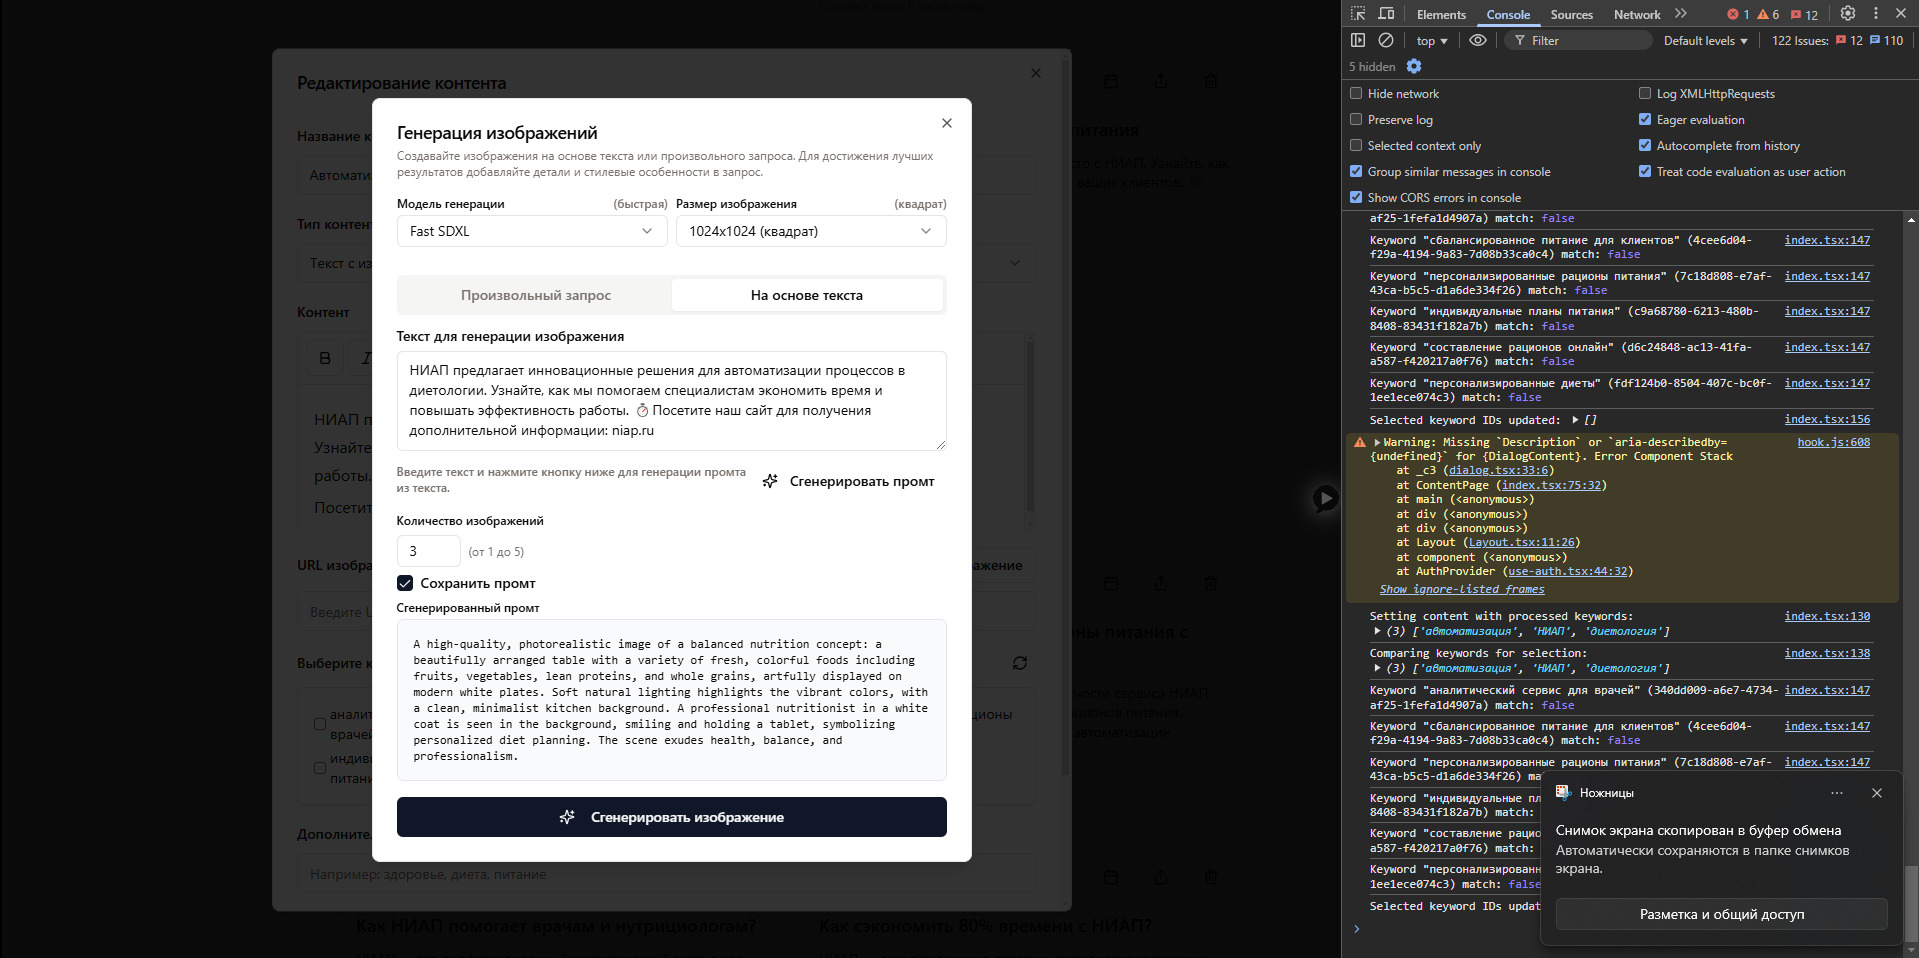 Редактирование контента
Название к
Автомати
Тип контент
Текст с из
Контент
B
I
НИАП п
Узнайте
работы.
Посетит
URL изобра
жение
Введите U
Выберите к
аналит
врачей
индиви
питани
ционы
Дополните
Например: здоровье, диета, питание
питания
сто с НИАП. Узнайте, как
ваших клиентов.
ны питания с
ности сервиса НИАП
ционов питания.
автоматизации
Как НИАП помогает врачам и нутрициологам?
Как сэкономить 80% времени с НИАП?
Генерация изображений
Создавайте изображения на основе текста или произвольного запроса. Для достижения лучших
результатов добавляйте детали и стилевые особенности в запрос.
Модель генерации (быстрая) Размер изображения (квадрат)
Fast SDXL 1024x1024 (квадрат)
Произвольный запрос На основе текста
Текст для генерации изображения
НИАП предлагает инновационные решения для автоматизации процессов в
диетологии. Узнайте, как мы помогаем специалистам экономить время и
повышать эффективность работы. ⏱ Посетите наш сайт для получения
дополнительной информации: niap.ru
Введите текст и нажмите кнопку ниже для генерации промта
из текста.
Сгенерировать промт
Количество изображений
3 (от 1 до 5)
Сохранить промт
Сгенерированный промт
A high-quality, photorealistic image of a balanced nutrition concept: a
beautifully arranged table with a variety of fresh, colorful foods including
fruits, vegetables, lean proteins, and whole grains, artfully displayed on
modern white plates. Soft natural lighting highlights the vibrant colors, with
a clean, minimalist kitchen background. A professional nutritionist in a white
coat is seen in the background, smiling and holding a tablet, symbolizing
personalized diet planning. The scene exudes health, balance, and
professionalism.
Сгенерировать изображение
Elements Console Sources Network 1 6 12
top Filter Default levels 122 Issues: 12 110
5 hidden
Hide network Log XMLHttpRequests
Preserve log Eager evaluation
Selected context only Autocomplete from history
Group similar messages in console Treat code evaluation as user action
Show CORS errors in console
af25-1fefa1d4907a) match: false
Keyword "сбалансированное питание для клиентов" (4cee6d04- index.tsx:147
f29a-4194-9a83-7d08b33ca0c4) match: false
Keyword "персонализированные рационы питания" (7c18d808-e7af- index.tsx:147
43ca-b5c5-d1a6de334f26) match: false
Keyword "индивидуальные планы питания" (c9a68780-6213-480b- index.tsx:147
8408-83431f182a7b) match: false
Keyword "составление рационов онлайн" (d6c24848-ac13-41fa- index.tsx:147
a587-f420217a0f76) match: false
Keyword "персональные диеты" (fdf124b0-8504-407c-bc0f- index.tsx:147
1ee1ece074c3) match: false
Selected keyword IDs updated: ▶ [] index.tsx:156
▶Warning: Missing `Description` or `aria-describedby= hook.js:608
{undefined}` for {DialogContent}. Error Component Stack
at _c3 (dialog.tsx:33:6)
at ContentPage (index.tsx:75:32)
at main (<anonymous>)
at div (<anonymous>)
at div (<anonymous>)
at Layout (Layout.tsx:11:26)
at component (<anonymous>)
at AuthProvider (use-auth.tsx:44:32)
Show ignore-listed frames
Setting content with processed keywords: index.tsx:130
▶ (3) ['автоматизация', 'НИАП', 'диетология']
Comparing keywords for selection: index.tsx:138
▶ (3) ['автоматизация', 'НИАП', 'диетология']
Keyword "аналитический сервис для врачей" (340dd009-a6e7-4734- index.tsx:147
af25-1fefa1d4907a) match: false
Keyword "сбалансированное питание для клиентов" (4cee6d04- index.tsx:147
f29a-4194-9a83-7d08b33ca0c4) match: false
Keyword "персонализированные рационы питания" (7c18d808-e7af- index.tsx:147
43ca-b5c5-d1a6de334f26) ma
Keyword "индивидуальные пл
8408-83431f182a7b) match:
Keyword "составление рацио
a587-f420217a0f76) match:
Keyword "персонализированн
1ee1ece074c3) match: false
Selected keyword IDs updat
Ножницы
Снимок экрана скопирован в буфер обмена
Автоматически сохраняются в папке снимков
экрана.
Разметка и общий доступ